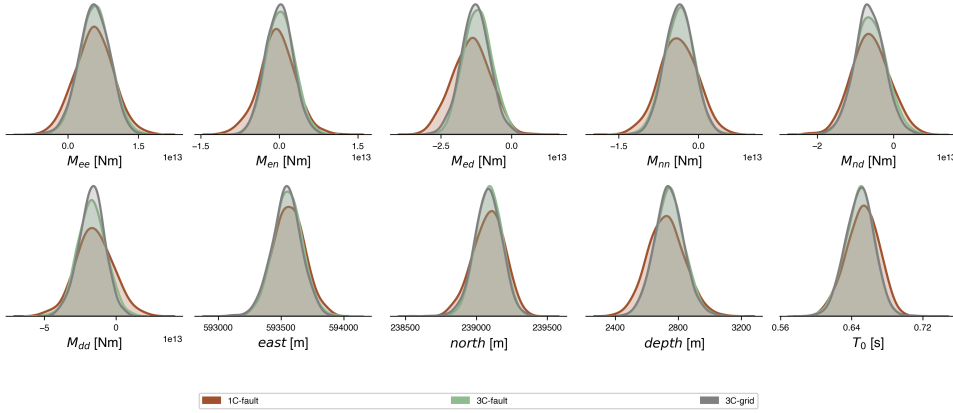 0.0 1.5 -1.5 0.0 1.5 -2.5 0.0 -1.5 0.0 -2 0
1e13 1e13 1e13 1e13 1e13
M_ee [Nm] M_en [Nm] M_ed [Nm] M_nn [Nm] M_nd [Nm]
-5 0 593000 593500 594000 238500 239000 239500 2400 2800 3200 0.56 0.64 0.72
1e13
M_dd [Nm] east [m] north [m] depth [m] T_0 [s]
1C-fault 3C-fault 3C-grid